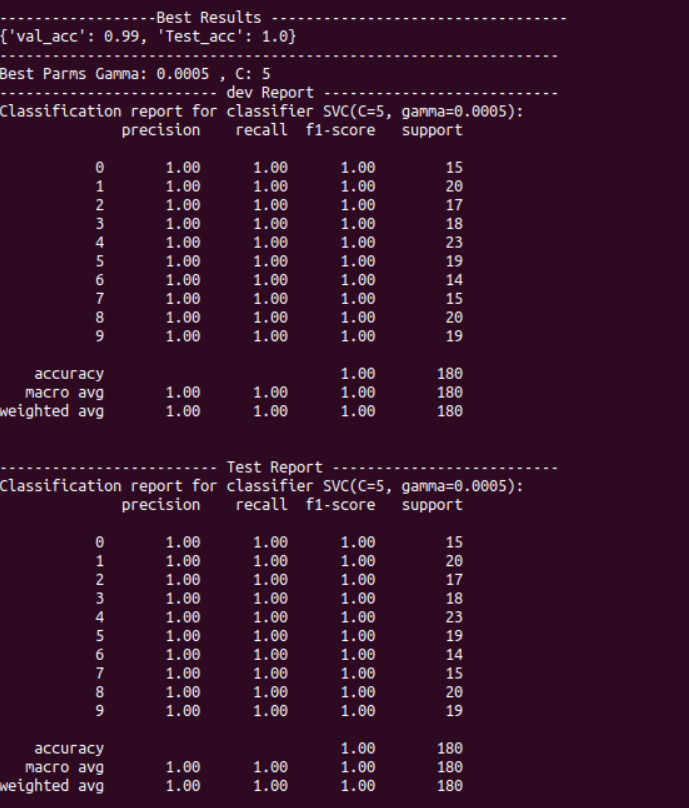 ------------------Best Results ----------------------------------
{'val_acc': 0.99, 'Test_acc': 1.0}
----------------------------------------------------------------
Best Parms Gamma: 0.0005 , C: 5
------------------------- dev Report ---------------------------
Classification report for classifier SVC(C=5, gamma=0.0005):
              precision    recall  f1-score   support

           0       1.00      1.00      1.00        15
           1       1.00      1.00      1.00        20
           2       1.00      1.00      1.00        17
           3       1.00      1.00      1.00        18
           4       1.00      1.00      1.00        23
           5       1.00      1.00      1.00        19
           6       1.00      1.00      1.00        14
           7       1.00      1.00      1.00        15
           8       1.00      1.00      1.00        20
           9       1.00      1.00      1.00        19

    accuracy                           1.00       180
   macro avg       1.00      1.00      1.00       180
weighted avg       1.00      1.00      1.00       180

------------------------- Test Report --------------------------
Classification report for classifier SVC(C=5, gamma=0.0005):
              precision    recall  f1-score   support

           0       1.00      1.00      1.00        15
           1       1.00      1.00      1.00        20
           2       1.00      1.00      1.00        17
           3       1.00      1.00      1.00        18
           4       1.00      1.00      1.00        23
           5       1.00      1.00      1.00        19
           6       1.00      1.00      1.00        14
           7       1.00      1.00      1.00        15
           8       1.00      1.00      1.00        20
           9       1.00      1.00      1.00        19

    accuracy                           1.00       180
   macro avg       1.00      1.00      1.00       180
weighted avg       1.00      1.00      1.00       180